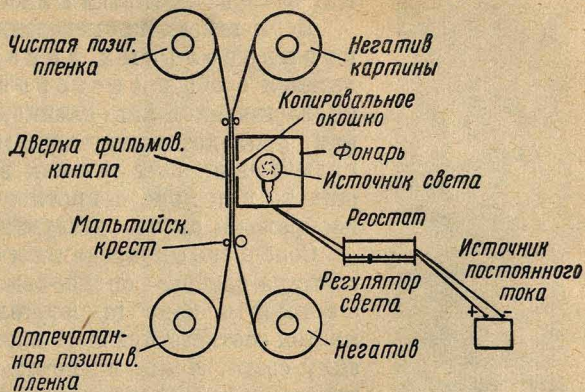 Чистая позит.
пленка
Негатив
картины
Копировальное
окошко
Дверка фильмов.
канала
Фонарь
Источник света
Мальтийск.
крест
Реостат
Источник
постоянного
тока
Регулятор
света
+ -
Отпечатан-
ная позитив.
пленка
Негатив